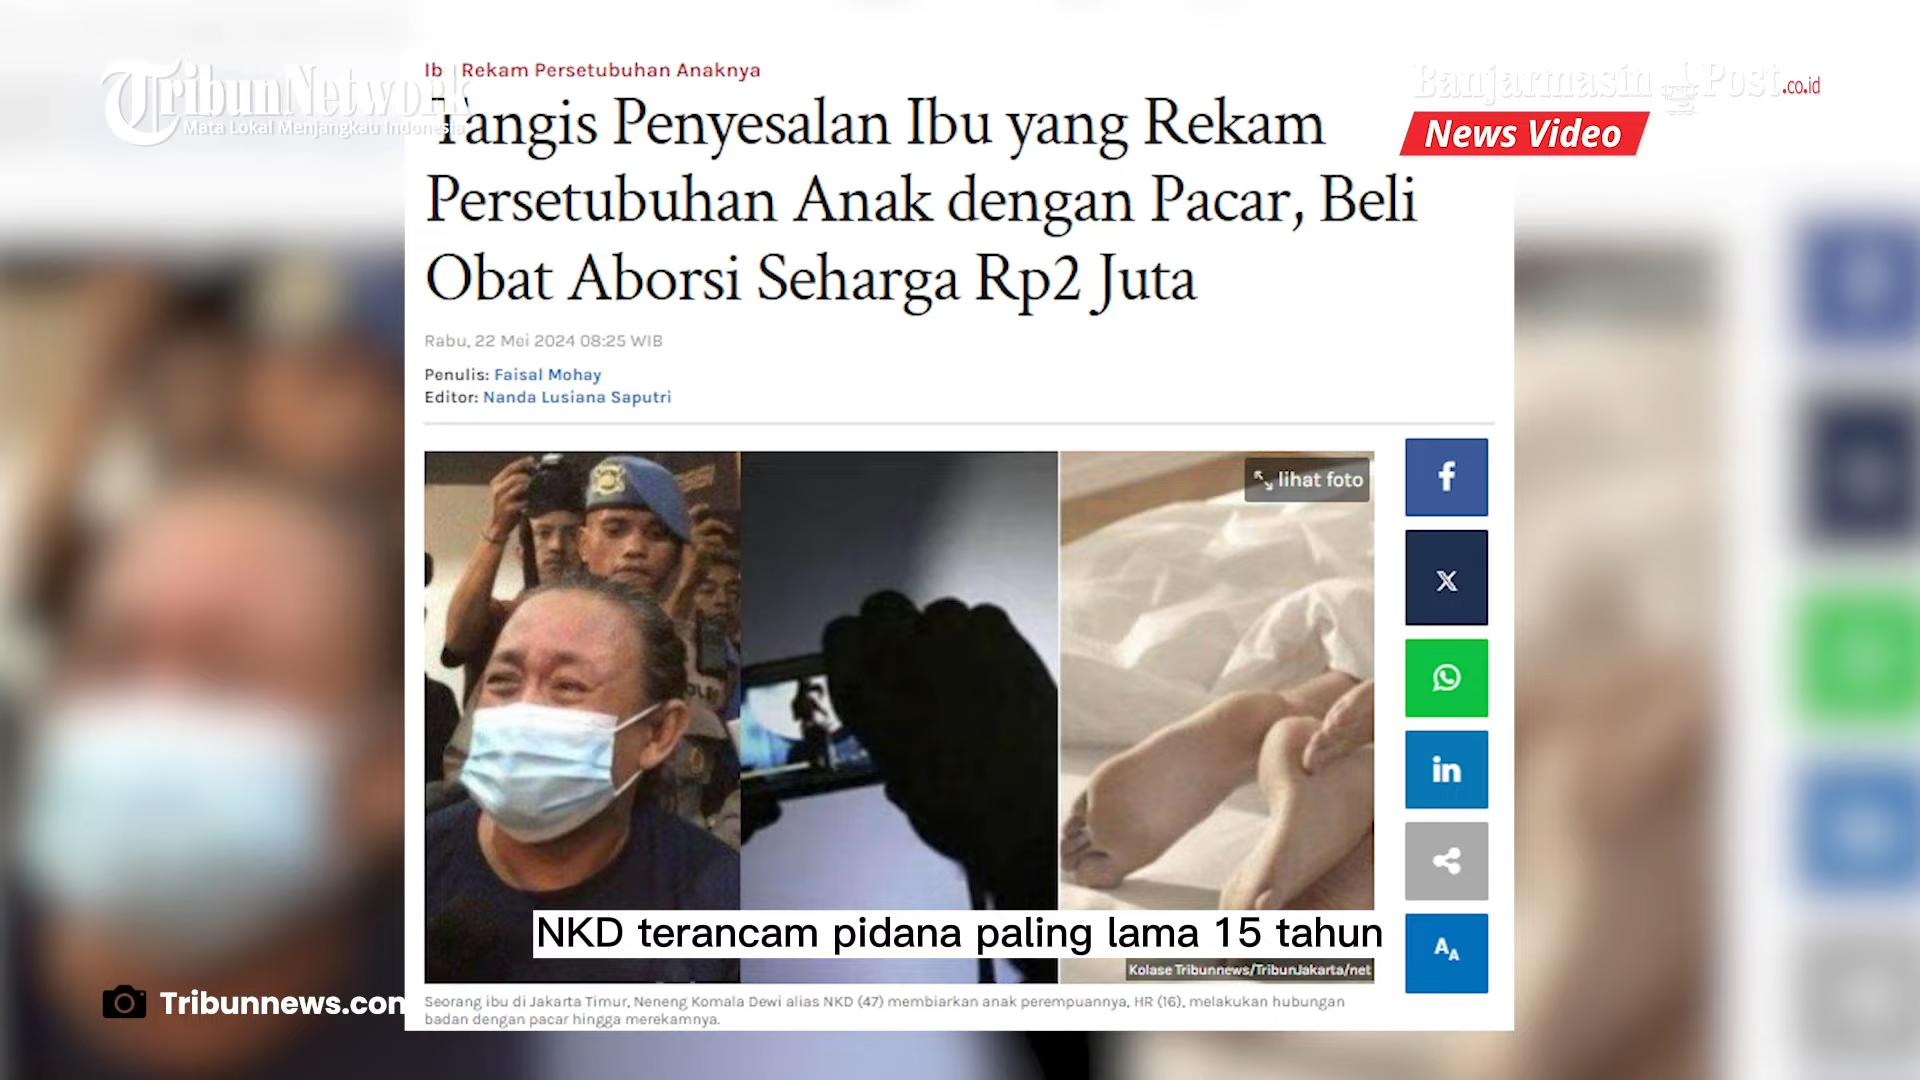 TribunNetwork
Mata Lokal Menjangkau Indonesia
Banjarmasin Post.co.id
News Video
Rekam Persetubuhan Anaknya
Tangis Penyesalan Ibu yang Rekam
Persetubuhan Anak dengan Pacar, Beli
Obat Aborsi Seharga Rp2 Juta
Rabu, 22 Mei 2024 08:25 WIB
Penulis: Faisal Mohay
Editor: Nanda Lusiana Saputri
lihat foto
f
X
in
AA
NKD terancam pidana paling lama 15 tahun
Kolase Tribunnews/TribunJakarta/net
Tribunnews.com
Seorang ibu di Jakarta Timur, Neneng Komala Dewi alias NKD (47) membiarkan anak perempuannya, HR (16), melakukan hubungan
badan dengan pacar hingga merekamnya.